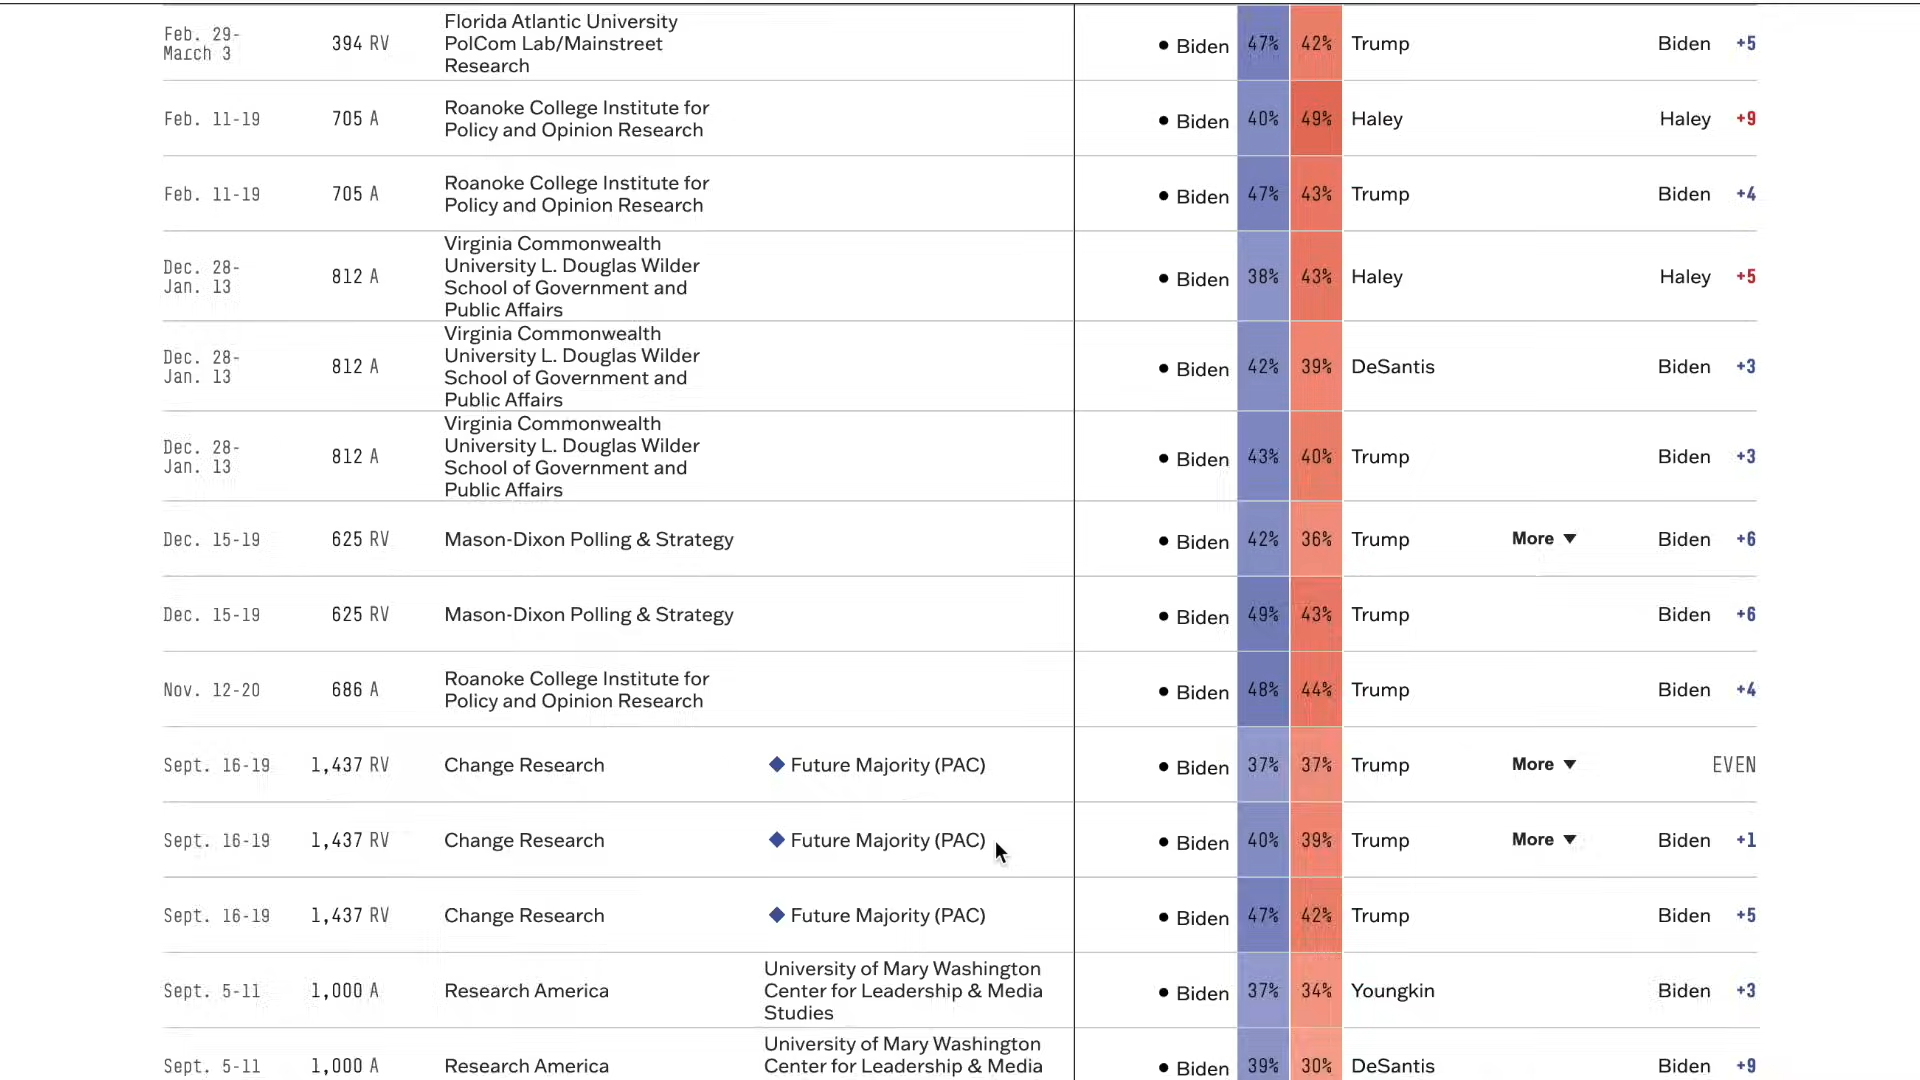 Feb. 29-
March 3
394 RV
Florida Atlantic University
PolCom Lab/Mainstreet
Research
Biden 47% 42% Trump Biden +5
Feb. 11-19 705 A
Roanoke College Institute for
Policy and Opinion Research
Biden 40% 49% Haley Haley +9
Feb. 11-19 705 A
Roanoke College Institute for
Policy and Opinion Research
Biden 47% 43% Trump Biden +4
Dec. 28-
Jan. 13
812 A
Virginia Commonwealth
University L. Douglas Wilder
School of Government and
Public Affairs
Biden 38% 43% Haley Haley +5
Dec. 28-
Jan. 13
812 A
Virginia Commonwealth
University L. Douglas Wilder
School of Government and
Public Affairs
Biden 42% 39% DeSantis Biden +3
Dec. 28-
Jan. 13
812 A
Virginia Commonwealth
University L. Douglas Wilder
School of Government and
Public Affairs
Biden 43% 40% Trump Biden +3
Dec. 15-19 625 RV Mason-Dixon Polling & Strategy Biden 42% 36% Trump More ▼ Biden +6
Dec. 15-19 625 RV Mason-Dixon Polling & Strategy Biden 49% 43% Trump Biden +6
Nov. 12-20 686 A
Roanoke College Institute for
Policy and Opinion Research
Biden 48% 44% Trump Biden +4
Sept. 16-19 1,437 RV Change Research Future Majority (PAC) Biden 37% 37% Trump More ▼ EVEN
Sept. 16-19 1,437 RV Change Research Future Majority (PAC) Biden 40% 39% Trump More ▼ Biden +1
Sept. 16-19 1,437 RV Change Research Future Majority (PAC) Biden 47% 42% Trump Biden +5
Sept. 5-11 1,000 A Research America
University of Mary Washington
Center for Leadership & Media
Studies
Biden 37% 34% Youngkin Biden +3
Sept. 5-11 1,000 A Research America
University of Mary Washington
Center for Leadership & Media
Biden 39% 30% DeSantis Biden +9